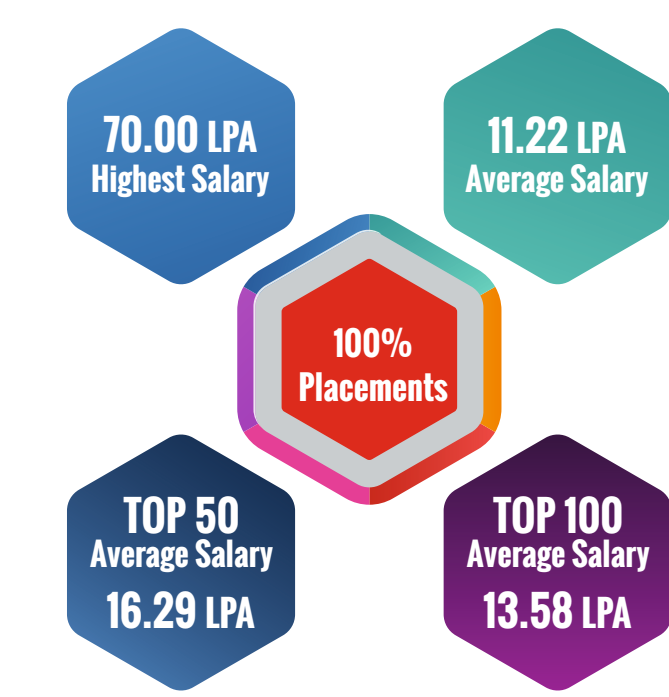 70.00 LPA
Highest Salary
11.22 LPA
Average Salary
100%
Placements
TOP 50
Average Salary
16.29 LPA
TOP 100
Average Salary
13.58 LPA